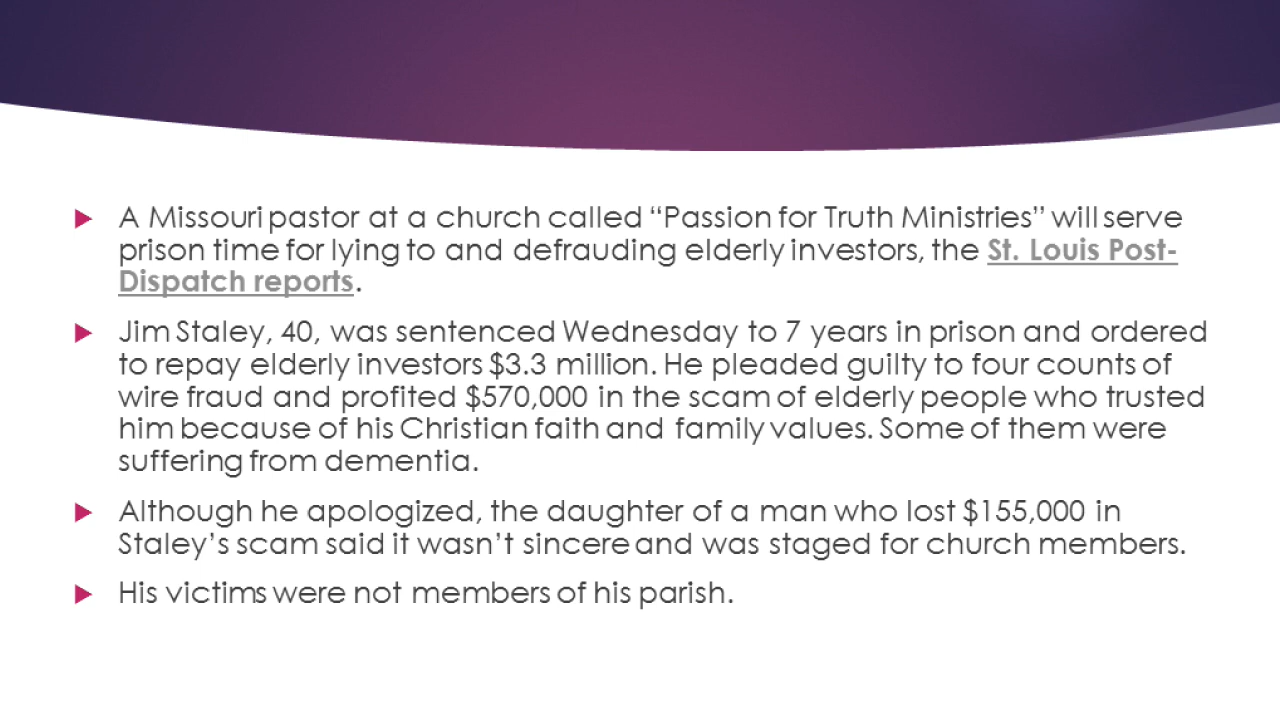 A Missouri pastor at a church called “Passion for Truth Ministries” will serve
prison time for lying to and defrauding elderly investors, the St. Louis Post-
Dispatch reports.
Jim Staley, 40, was sentenced Wednesday to 7 years in prison and ordered
to repay elderly investors $3.3 million. He pleaded guilty to four counts of
wire fraud and profited $570,000 in the scam of elderly people who trusted
him because of his Christian faith and family values. Some of them were
suffering from dementia.
Although he apologized, the daughter of a man who lost $155,000 in
Staley’s scam said it wasn’t sincere and was staged for church members.
His victims were not members of his parish.